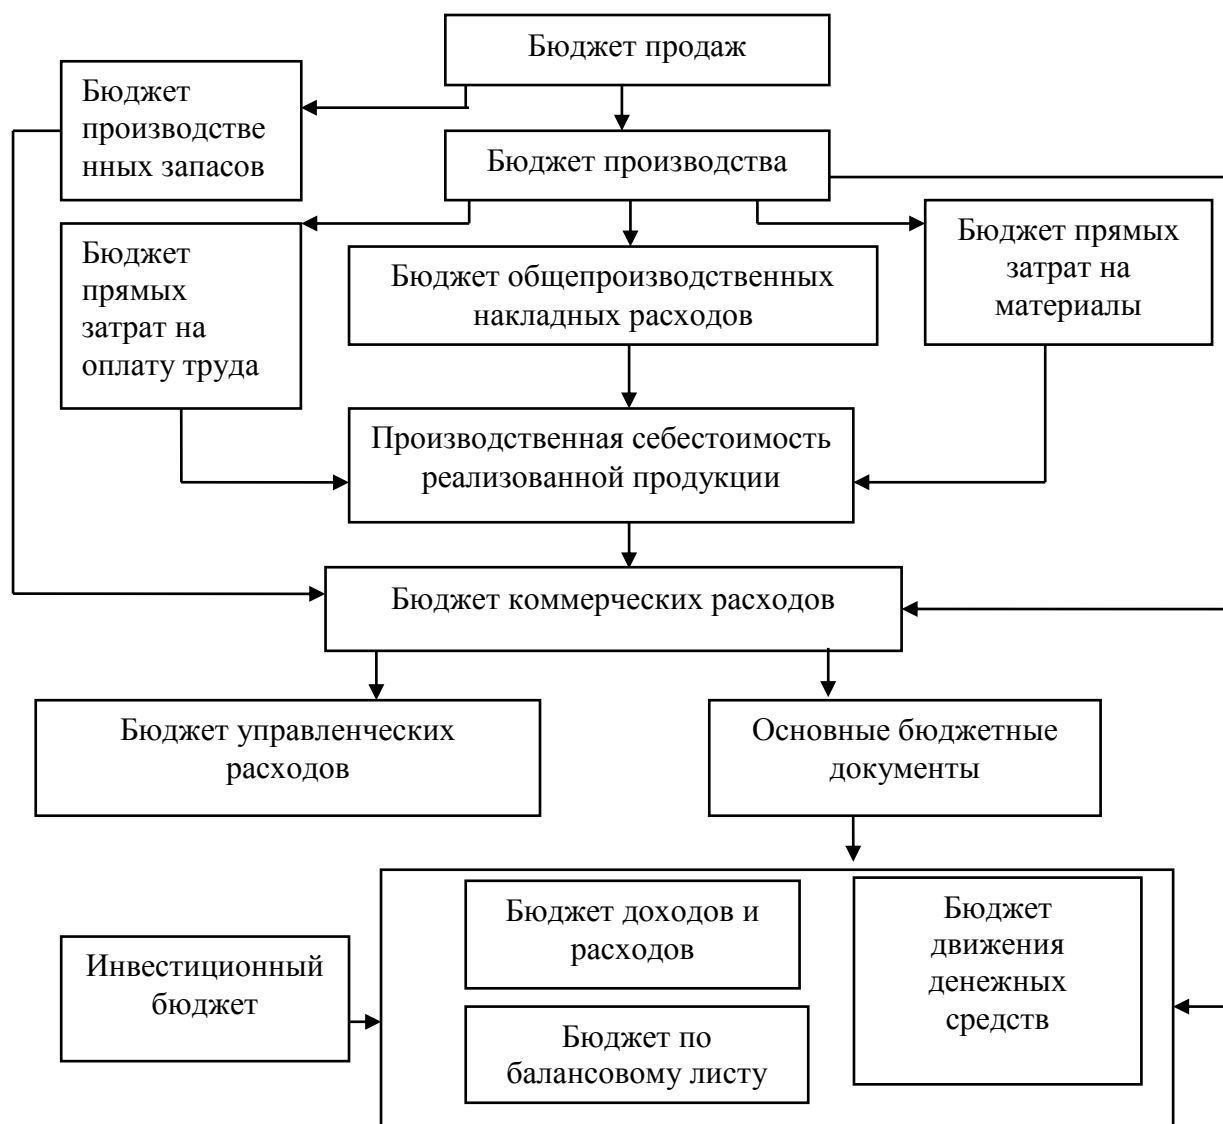 Бюджет продаж
Бюджет
производстве
нных запасов
Бюджет производства
Бюджет
прямых
затрат на
оплату труда
Бюджет общепроизводственных
накладных расходов
Бюджет прямых
затрат на
материалы
Производственная себестоимость
реализованной продукции
Бюджет коммерческих расходов
Бюджет управленческих
расходов
Основные бюджетные
документы
Инвестиционный
бюджет
Бюджет доходов и
расходов
Бюджет по
балансовому листу
Бюджет
движения
денежных
средств